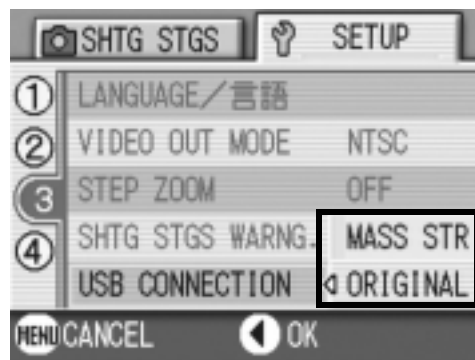 SHTG STGS SETUP
1 LANGUAGE/言語
2 VIDEO OUT MODE NTSC
3 STEP ZOOM OFF
4 SHTG STGS WARNG. MASS STR
USB CONNECTION ORIGINAL
MENU CANCEL OK